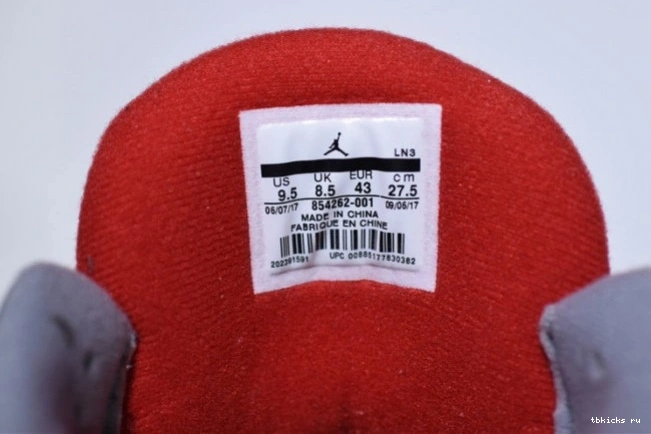 LN3
US UK EUR cm
9.5 8.5 43 27.5
06/07/17 854262-001 09/06/17
MADE IN CHINA
FABRIQUE EN CHINE
202391591 UPC 00885177630362
tbkicks ru